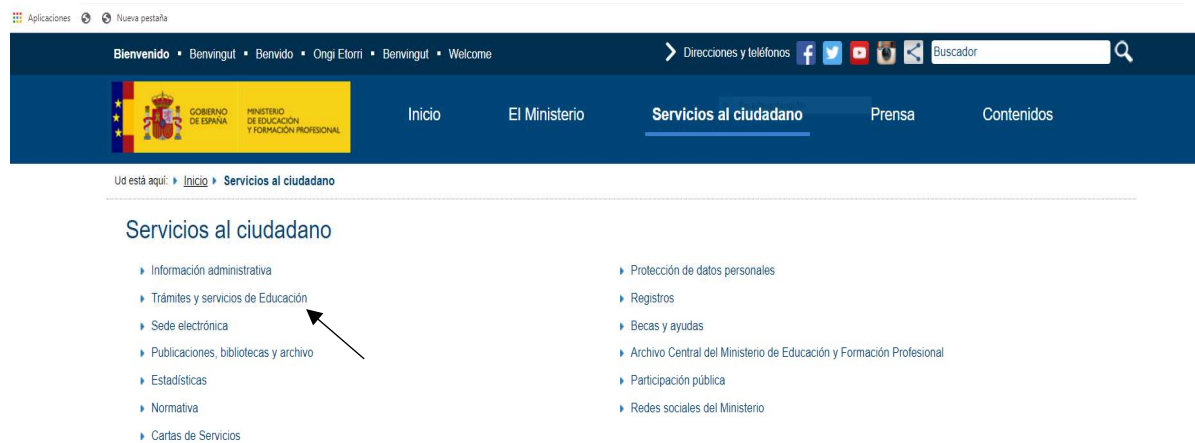 Aplicaciones Nueva pestaña
Bienvenido ▪ Benvingut ▪ Benvido ▪ Ongi Etorri ▪ Benvingut ▪ Welcome Direcciones y teléfonos Buscador
GOBIERNO DE ESPAÑA
MINISTERIO DE EDUCACIÓN Y FORMACIÓN PROFESIONAL
Inicio El Ministerio Servicios al ciudadano Prensa Contenidos
Ud está aquí: Inicio Servicios al ciudadano
Servicios al ciudadano
Información administrativa
Trámites y servicios de Educación
Sede electrónica
Publicaciones, bibliotecas y archivo
Estadísticas
Normativa
Cartas de Servicios
Protección de datos personales
Registros
Becas y ayudas
Archivo Central del Ministerio de Educación y Formación Profesional
Participación pública
Redes sociales del Ministerio